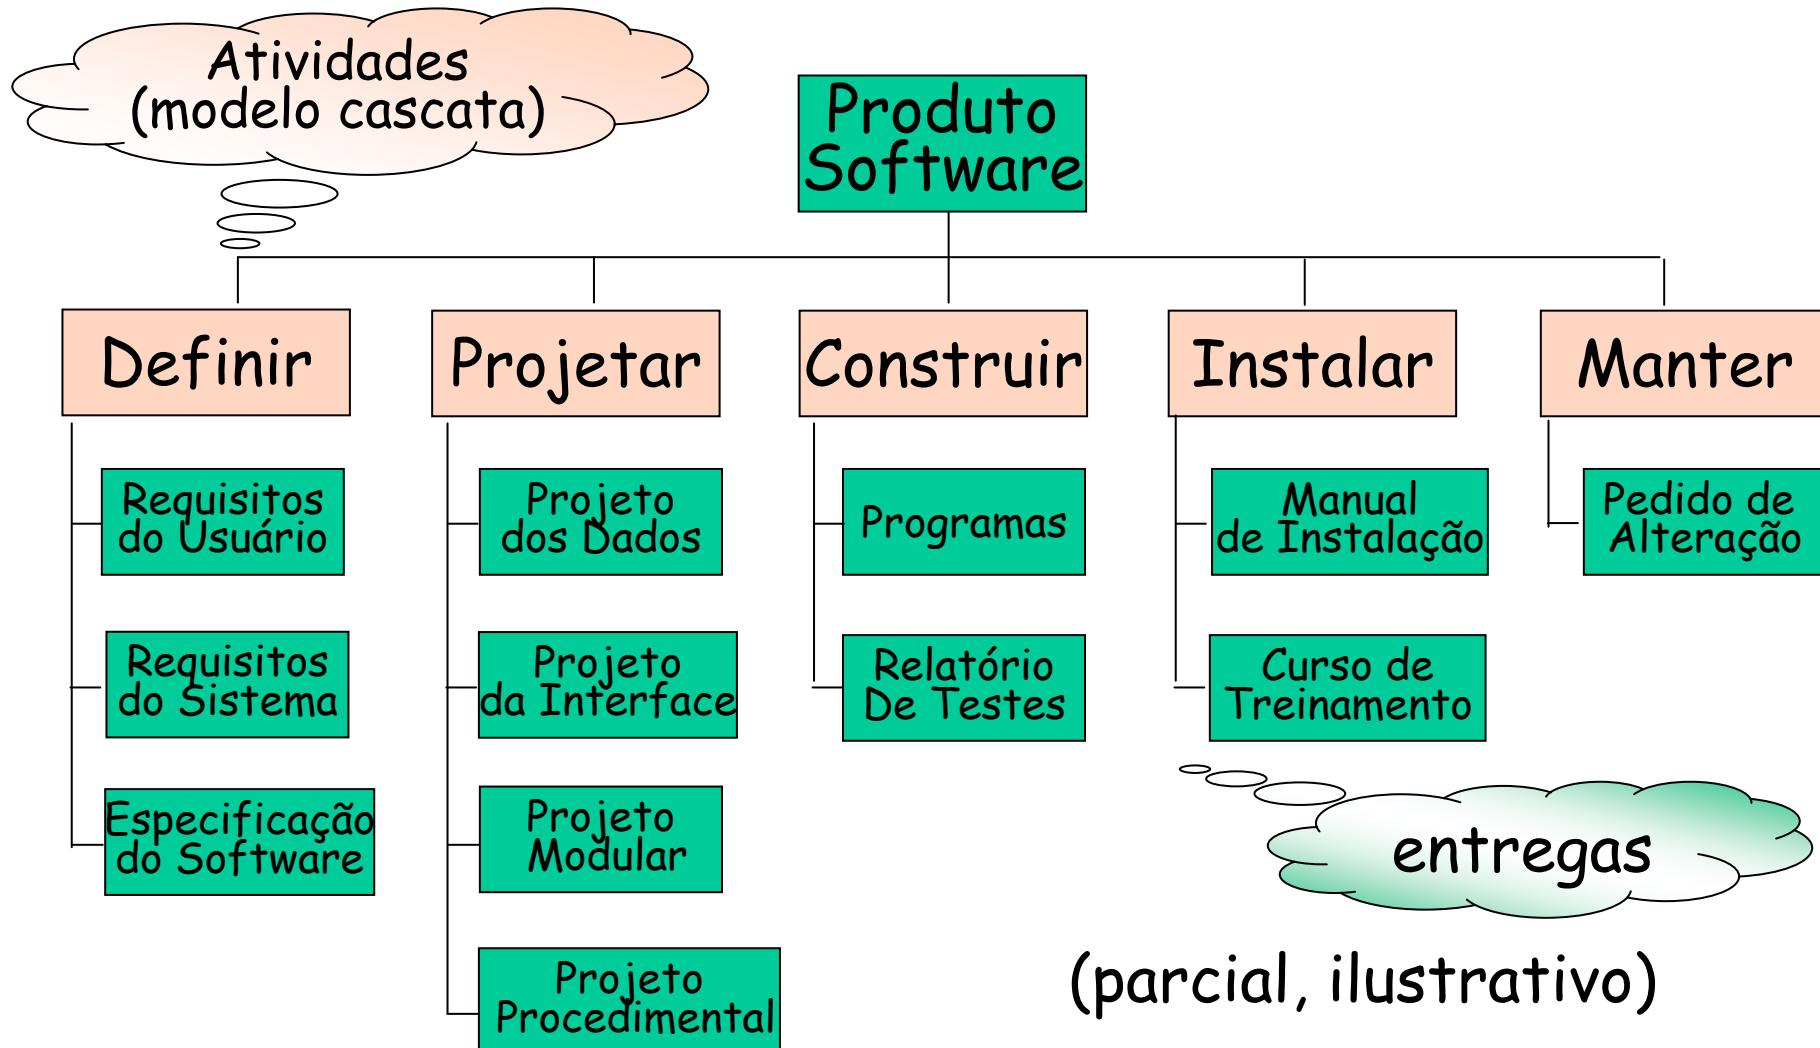 Atividades
(modelo cascata)
Produto
Software
Definir
Projetar
Construir
Instalar
Manter
Requisitos
do Usuário
Projeto
dos Dados
Programas
Manual
de Instalação
Pedido de
Alteração
Requisitos
do Sistema
Projeto
da Interface
Relatório
De Testes
Curso de
Treinamento
Especificação
do Software
Projeto
Modular
entregas
Projeto
Procedimental
(parcial, ilustrativo)